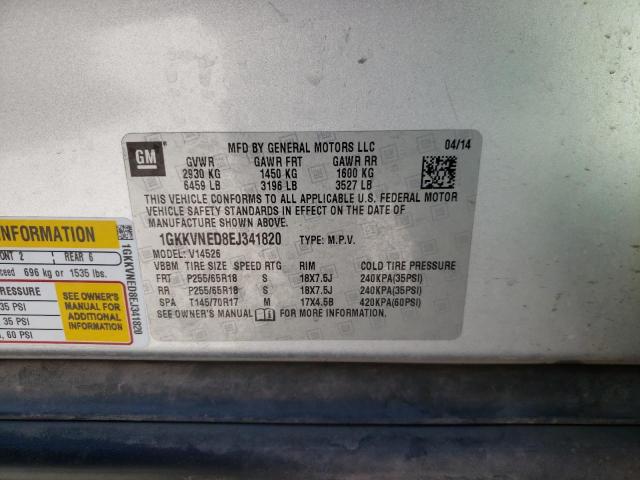 GM
MFD BY GENERAL MOTORS LLC 04/14
GVWR GAWR FRT GAWR RR
2930 KG 1450 KG 1600 KG
6459 LB 3196 LB 3527 LB
THIS VEHICLE CONFORMS TO ALL APPLICABLE U.S. FEDERAL MOTOR
VEHICLE SAFETY STANDARDS IN EFFECT ON THE DATE OF
MANUFACTURE SHOWN ABOVE.
1GKKVNED8EJ341820 TYPE: M.P.V.
MODEL: V14526
VBBM TIRE SIZE SPEED RTG RIM COLD TIRE PRESSURE
FRT P255/65R18 S 18X7.5J 240KPA(35PSI)
RR P255/65R18 S 18X7.5J 240KPA(35PSI)
SPA T145/70R17 M 17X4.5B 420KPA(60PSI)
SEE OWNER'S MANUAL FOR MORE INFORMATION.
INFORMATION
ONT 2 REAR 6
ceed 696 kg or 1535 lbs.
PRESSURE
35 PSI
, 35 PSI
A, 60 PSI
SEE OWNER'S
MANUAL FOR
ADDITIONAL
INFORMATION
1GKKVNED8EJ341820